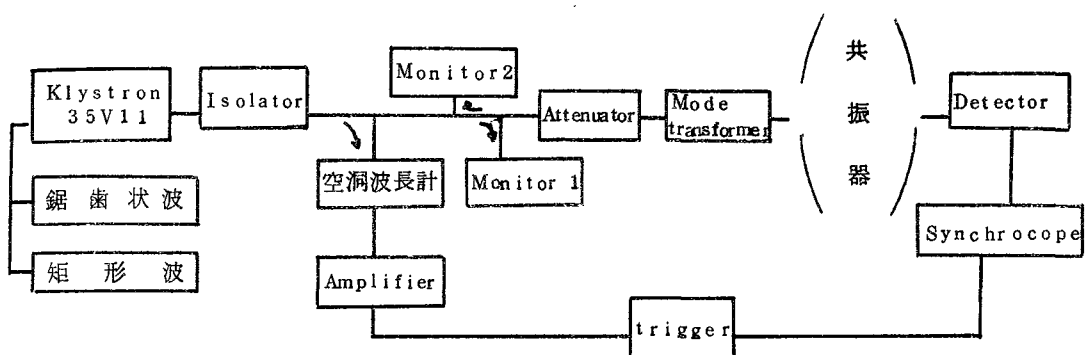 Klystron
35V11
Isolator
Monitor2
Attenuator
Mode
transformer
共
振
器
Detector
鋸歯状波
空洞波長計
Monitor 1
Synchrocope
矩形波
Amplifier
trigger